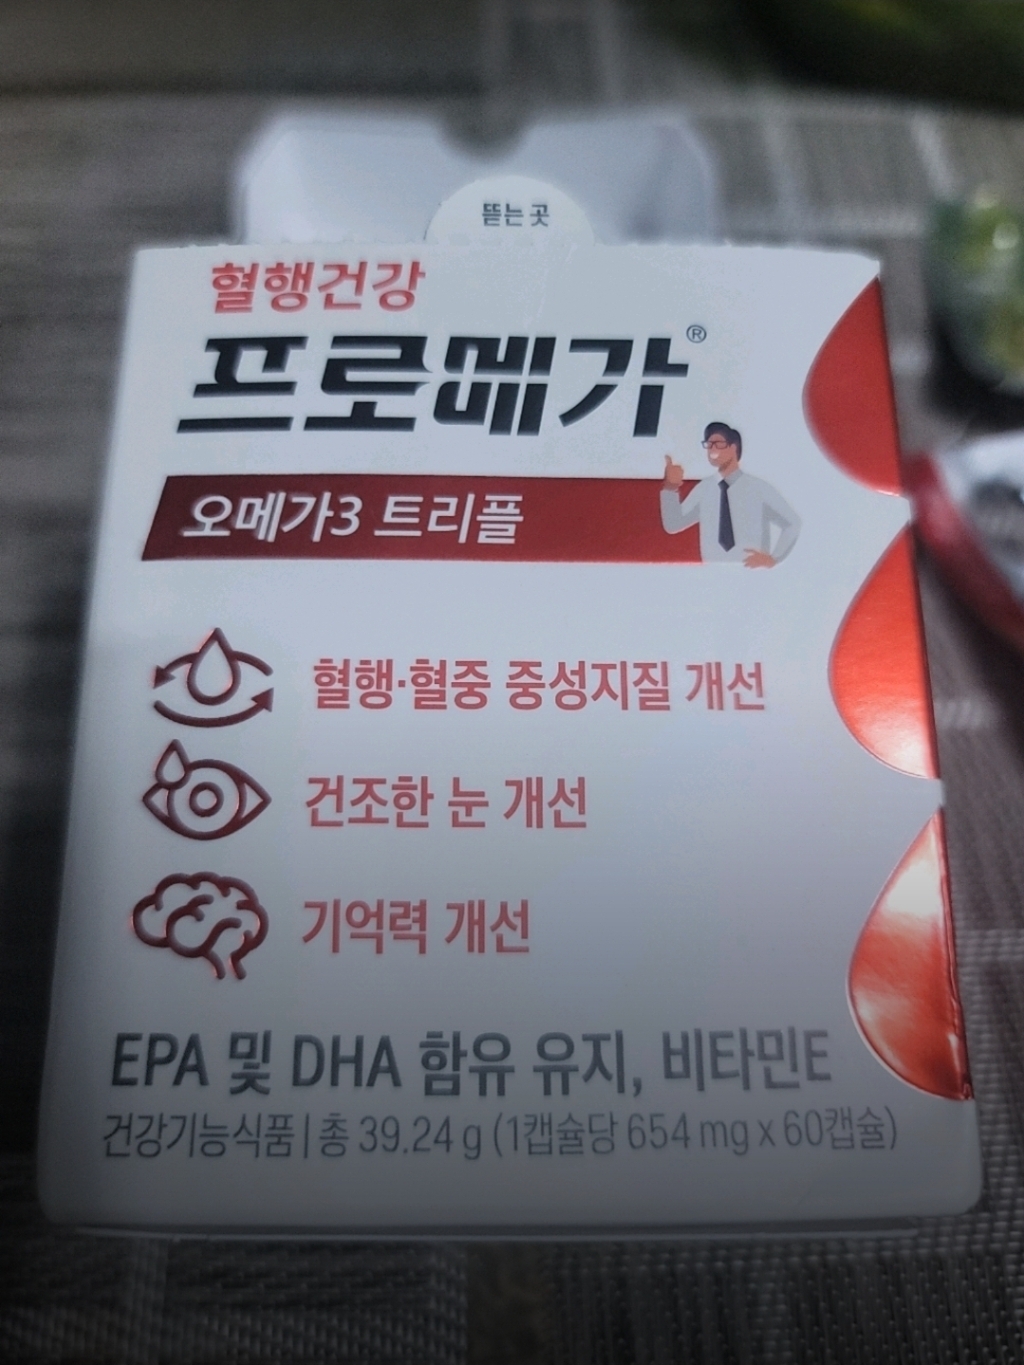 뜯는 곳
혈행건강
프로메가®
오메가3 트리플
혈행·혈중 중성지질 개선
건조한 눈 개선
기억력 개선
EPA 및 DHA 함유 유지, 비타민E
건강기능식품 | 총 39.24 g (1캡슐당 654 mg x 60캡슐)